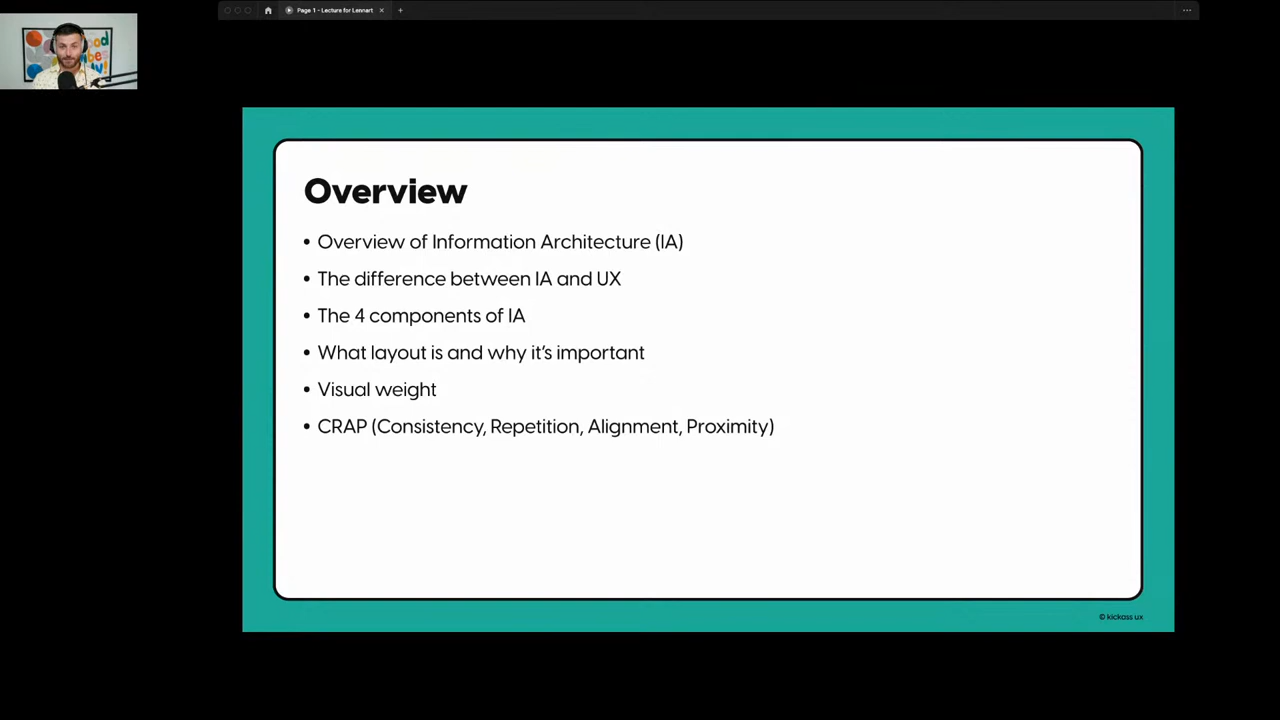 Page 1 - Lecture for Lennart
Overview
• Overview of Information Architecture (IA)
• The difference between IA and UX
• The 4 components of IA
• What layout is and why it's important
• Visual weight
• CRAP (Consistency, Repetition, Alignment, Proximity)
© kickass ux